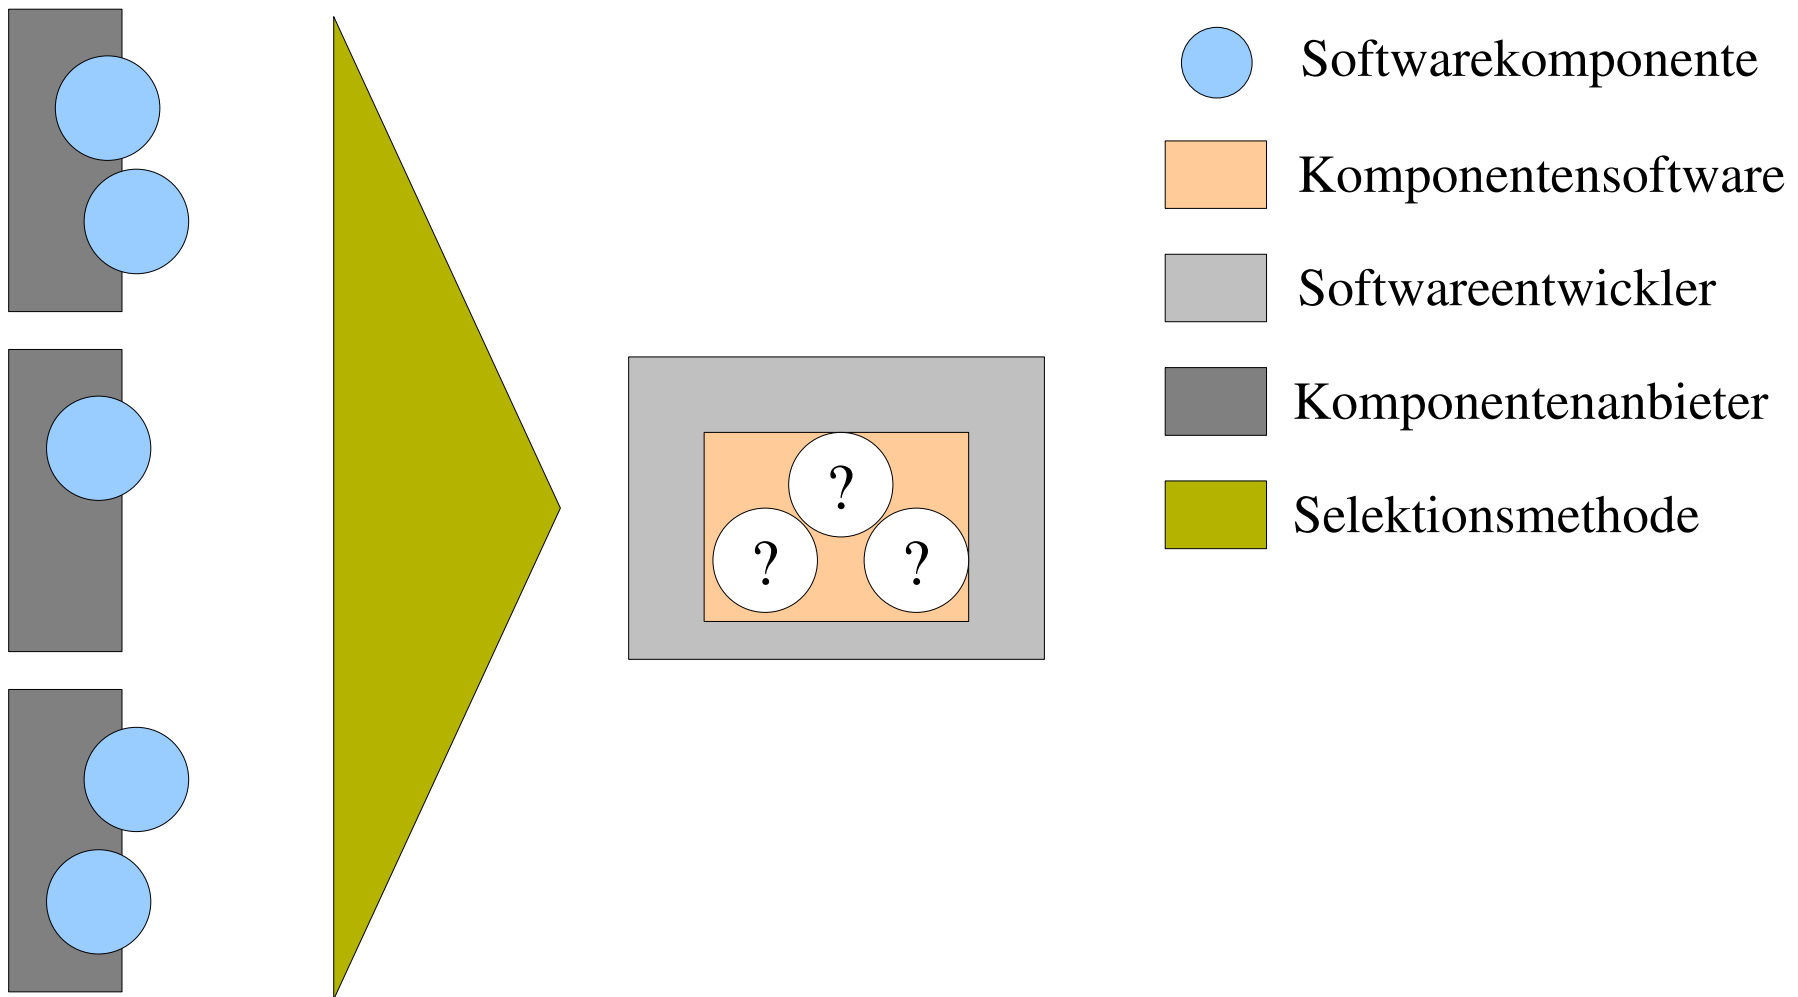 Softwarekomponente
Komponentensoftware
Softwareentwickler
Komponentenanbieter
Selektionsmethode
?
? ?